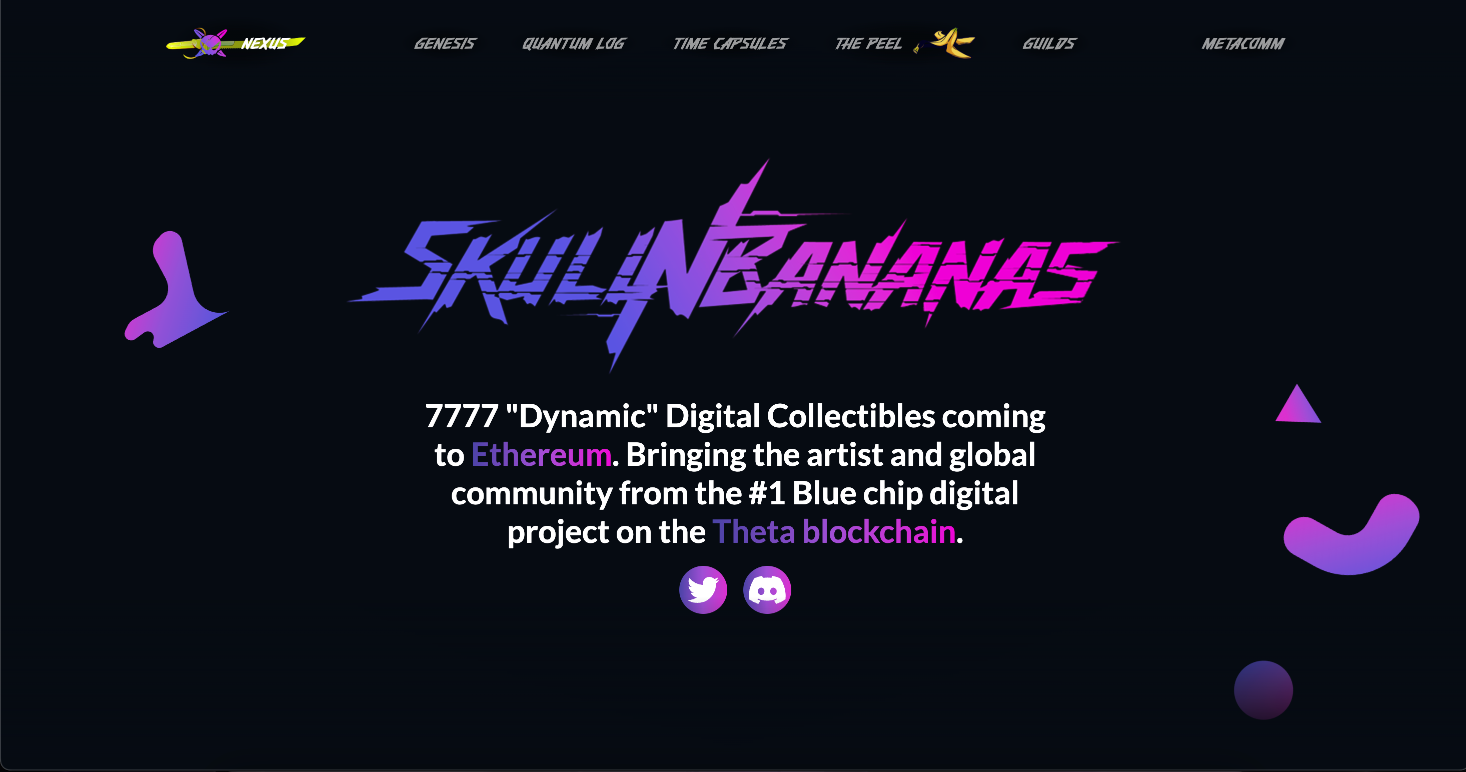 NEXUS GENESIS QUANTUM LOG TIME CAPSULES THE PEEL GUILDS METACOMM
SKULLNBANANAS
7777 "Dynamic" Digital Collectibles coming
to Ethereum. Bringing the artist and global
community from the #1 Blue chip digital
project on the Theta blockchain.